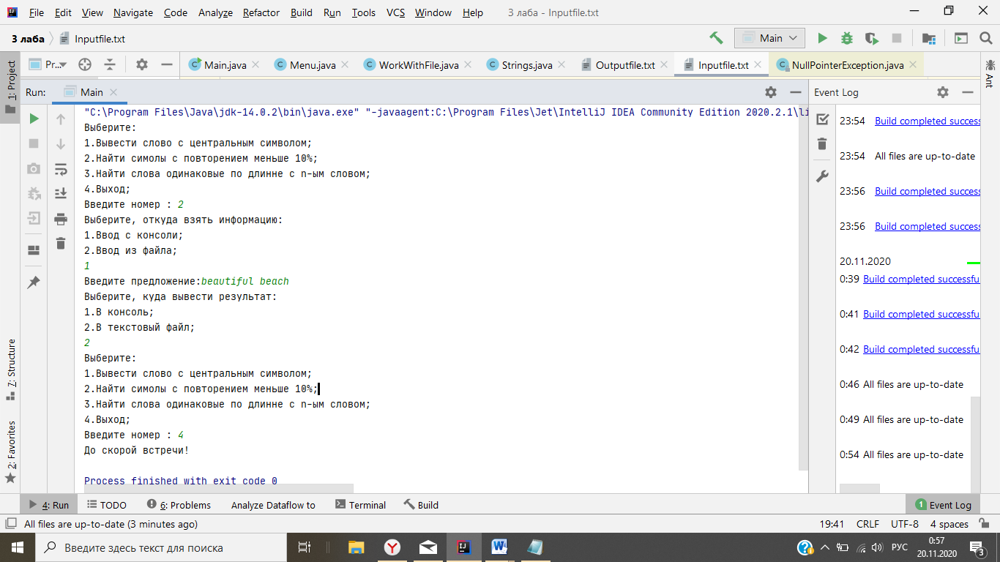 File Edit View Navigate Code Analyze Refactor Build Run Tools VCS Window Help 3 лаба - Inputfile.txt
3 лаба Inputfile.txt Main
Pr... Main.java Menu.java WorkWithFile.java Strings.java Outputfile.txt Inputfile.txt NullPointerException.java
1: Project
Ant
Run: Main
Event Log
"C:\Program Files\Java\jdk-14.0.2\bin\java.exe" "-javaagent:C:\Program Files\Jet\IntelliJ IDEA Community Edition 2020.2.1\li
Выберите:
1.Вывести слово с центральным символом;
2.Найти симолы с повторением меньше 10%;
3.Найти слова одинаковые по длинне с n-ым словом;
4.Выход;
Введите номер : 2
Выберите, откуда взять информацию:
1.Ввод с консоли;
2.Ввод из файла;
1
Введите предложение:beautiful beach
Выберите, куда вывести результат:
1.В консоль;
2.В текстовый файл;
2
Выберите:
1.Вывести слово с центральным символом;
2.Найти симолы с повторением меньше 10%;
3.Найти слова одинаковые по длинне с n-ым словом;
4.Выход;
Введите номер : 4
До скорой встречи!
Process finished with exit code 0
23:54 Build completed success
23:54 All files are up-to-date
23:56 Build completed success
23:56 Build completed success
20.11.2020
0:39 Build completed successfu
0:41 Build completed successfu
0:42 Build completed successfu
0:46 All files are up-to-date
0:49 All files are up-to-date
0:54 All files are up-to-date
7: Structure
2: Favorites
4: Run TODO 6: Problems Analyze Dataflow to Terminal Build 1 Event Log
All files are up-to-date (3 minutes ago) 19:41 CRLF UTF-8 4 spaces
Введите здесь текст для поиска РУС 0:57
20.11.2020 3